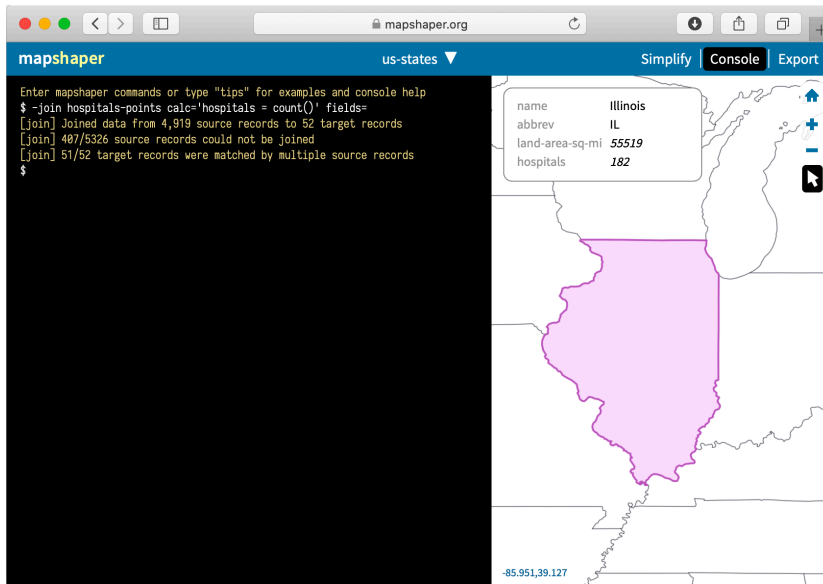 mapshaper.org
mapshaper us-states ▼ Simplify Console Export
Enter mapshaper commands or type "tips" for examples and console help
$ -join hospitals-points calc='hospitals = count()' fields=
[join] Joined data from 4,919 source records to 52 target records
[join] 407/5326 source records could not be joined
[join] 51/52 target records were matched by multiple source records
$
name Illinois
abbrev IL
land-area-sq-mi 55519
hospitals 182
-85.951,39.127